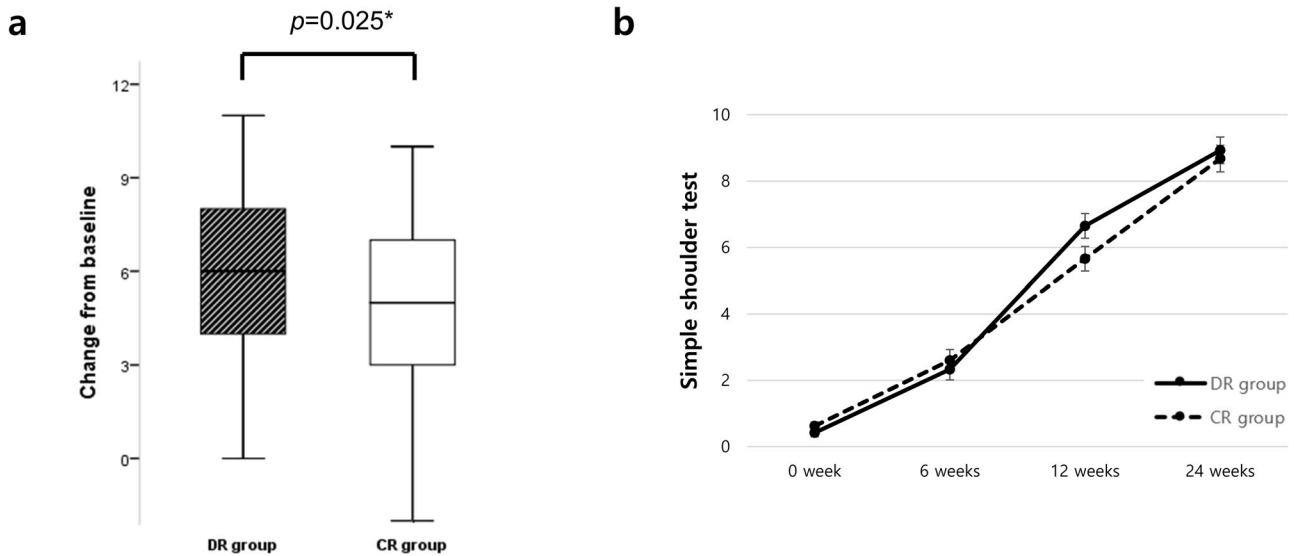 a
p=0.025*
12
9
6
3
0
Change from baseline
DR group
CR group
b
10
8
6
4
2
0
Simple shoulder test
DR group
CR group
0 week
6 weeks
12 weeks
24 weeks